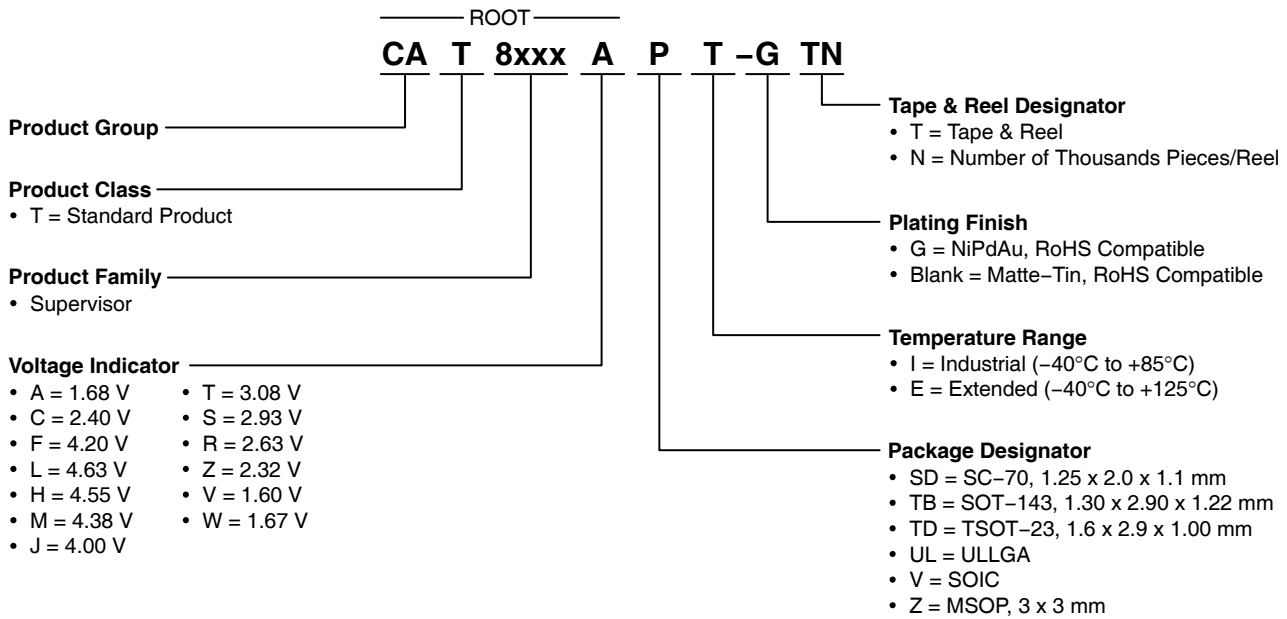 ROOT
CA T 8xxx A P T –G TN
Product Group
Product Class
• T = Standard Product
Product Family
• Supervisor
Voltage Indicator
• A = 1.68 V
• C = 2.40 V
• F = 4.20 V
• L = 4.63 V
• H = 4.55 V
• M = 4.38 V
• J = 4.00 V
• T = 3.08 V
• S = 2.93 V
• R = 2.63 V
• Z = 2.32 V
• V = 1.60 V
• W = 1.67 V
Tape & Reel Designator
• T = Tape & Reel
• N = Number of Thousands Pieces/Reel
Plating Finish
• G = NiPdAu, RoHS Compatible
• Blank = Matte−Tin, RoHS Compatible
Temperature Range
• I = Industrial (−40°C to +85°C)
• E = Extended (−40°C to +125°C)
Package Designator
• SD = SC−70, 1.25 x 2.0 x 1.1 mm
• TB = SOT−143, 1.30 x 2.90 x 1.22 mm
• TD = TSOT−23, 1.6 x 2.9 x 1.00 mm
• UL = ULLGA
• V = SOIC
• Z = MSOP, 3 x 3 mm